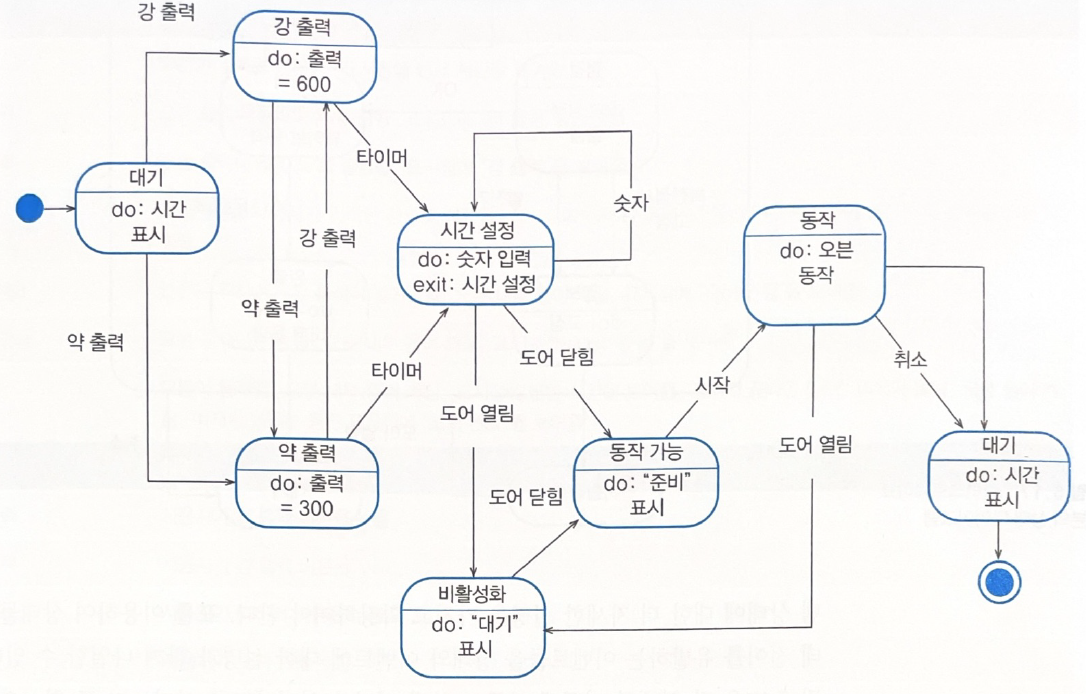 강 출력
강 출력
do: 출력
= 600
타이머
대기
do: 시간
표시
숫자
강 출력
시간 설정
do: 숫자 입력
exit: 시간 설정
동작
do: 오븐
동작
약 출력
약 출력
타이머
도어 닫힘
시작
취소
도어 열림
도어 열림
약 출력
do: 출력
= 300
동작 가능
do: “준비”
표시
대기
do: 시간
표시
도어 닫힘
비활성화
do: “대기”
표시